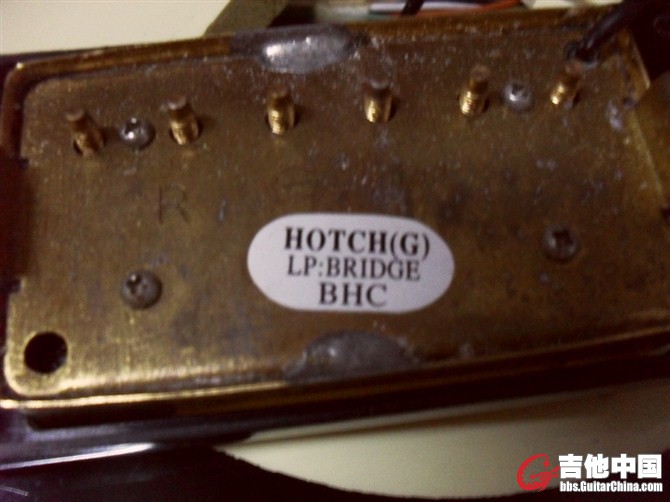 R
HOTCH(G)
LP:BRIDGE
BHC
吉他中国
bbs.GuitarChina.com